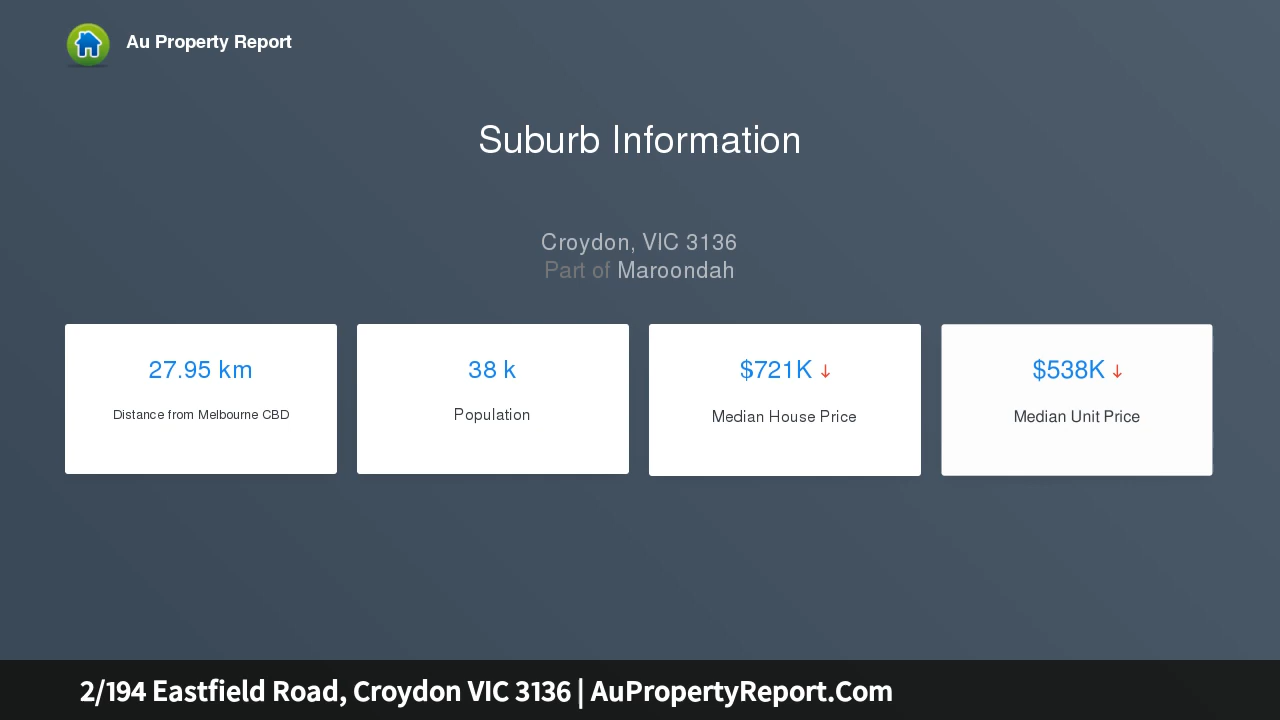 Au Property Report
Suburb Information
Croydon, VIC 3136
Part of Maroondah
27.95 km
Distance from Melbourne CBD
38 k
Population
$721K ↓
Median House Price
$538K ↓
Median Unit Price
2/194 Eastfield Road, Croydon VIC 3136 | AuPropertyReport.Com